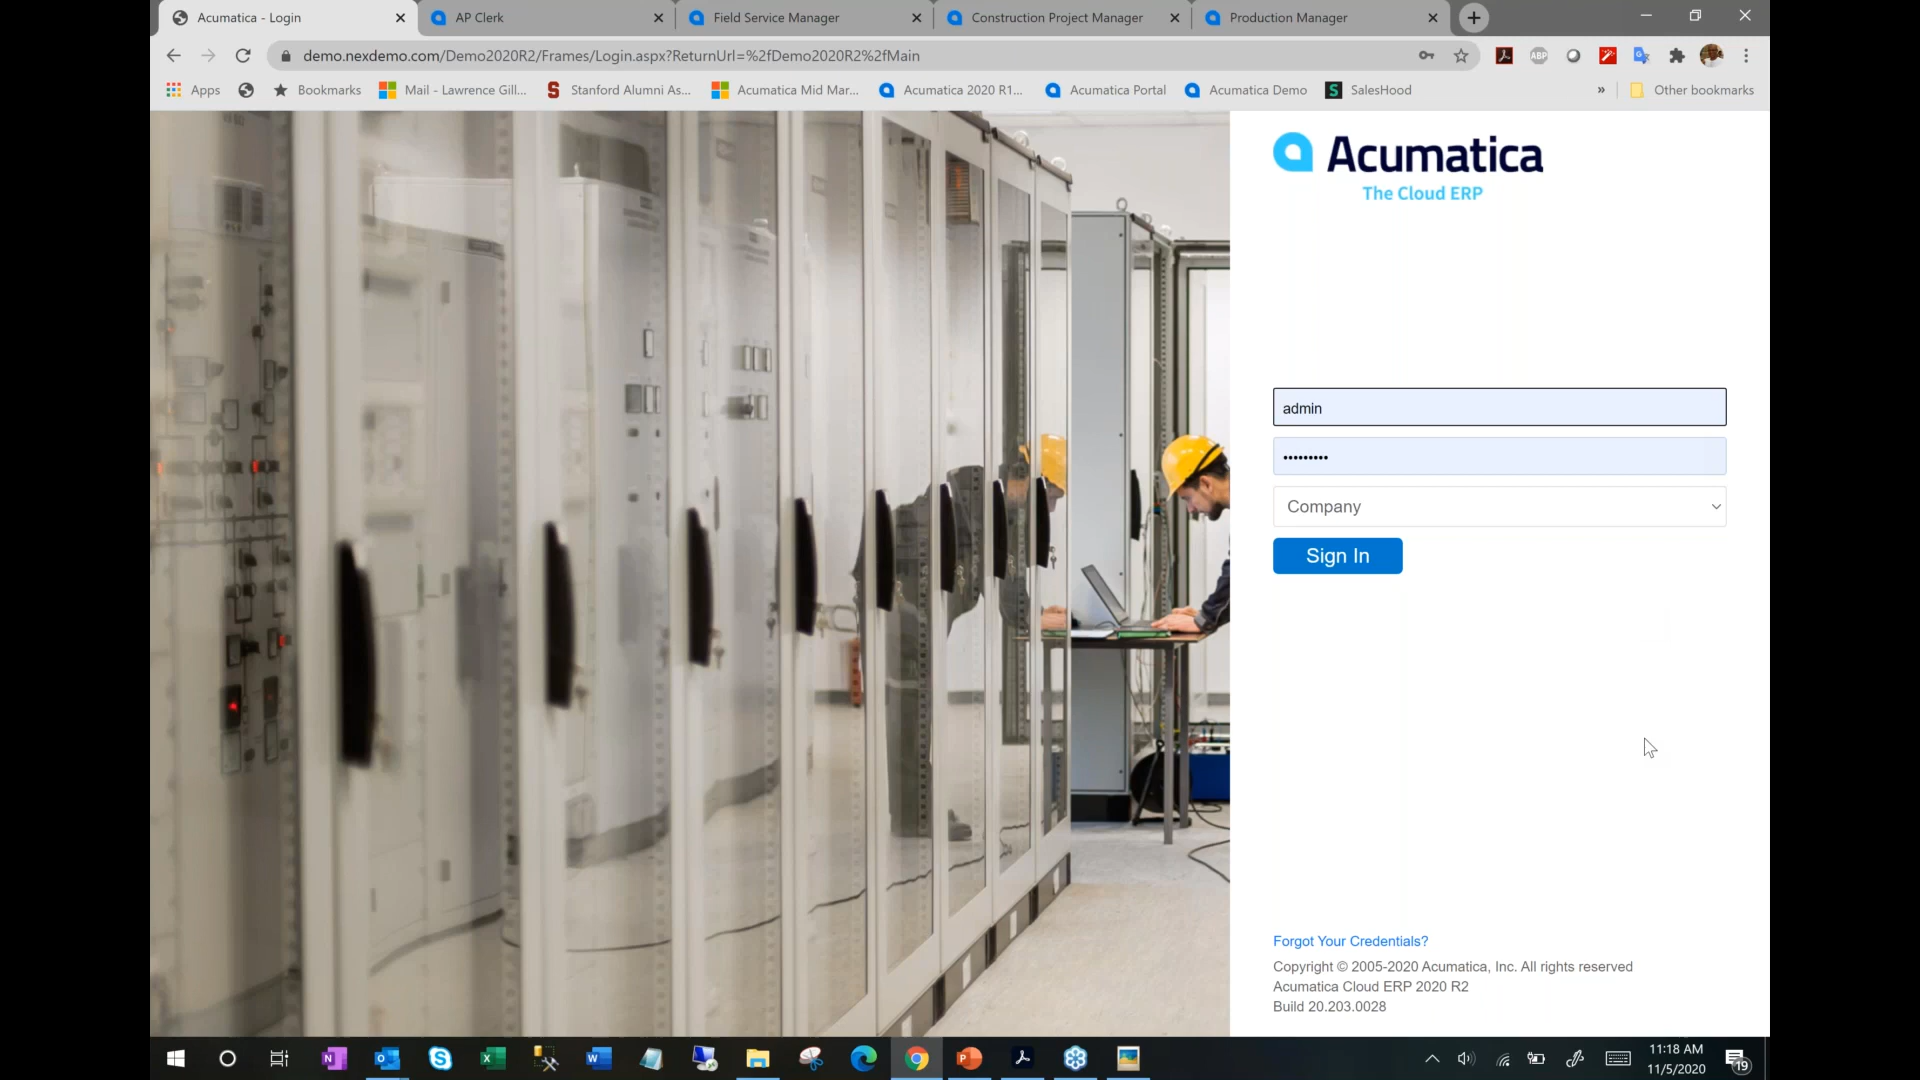 Acumatica - Login
AP Clerk
Field Service Manager
Construction Project Manager
Production Manager
demo.nexdemo.com/Demo2020R2/Frames/Login.aspx?ReturnUrl=%2fDemo2020R2%2fMain
ABP
Apps
Bookmarks
Mail - Lawrence Gill...
Stanford Alumni As...
Acumatica Mid Mar...
Acumatica 2020 R1...
Acumatica Portal
Acumatica Demo
SalesHood
»
Other bookmarks
Acumatica
The Cloud ERP
admin
•••••••••
Company
Sign In
Forgot Your Credentials?
Copyright © 2005-2020 Acumatica, Inc. All rights reserved
Acumatica Cloud ERP 2020 R2
Build 20.203.0028
11:18 AM
11/5/2020
19